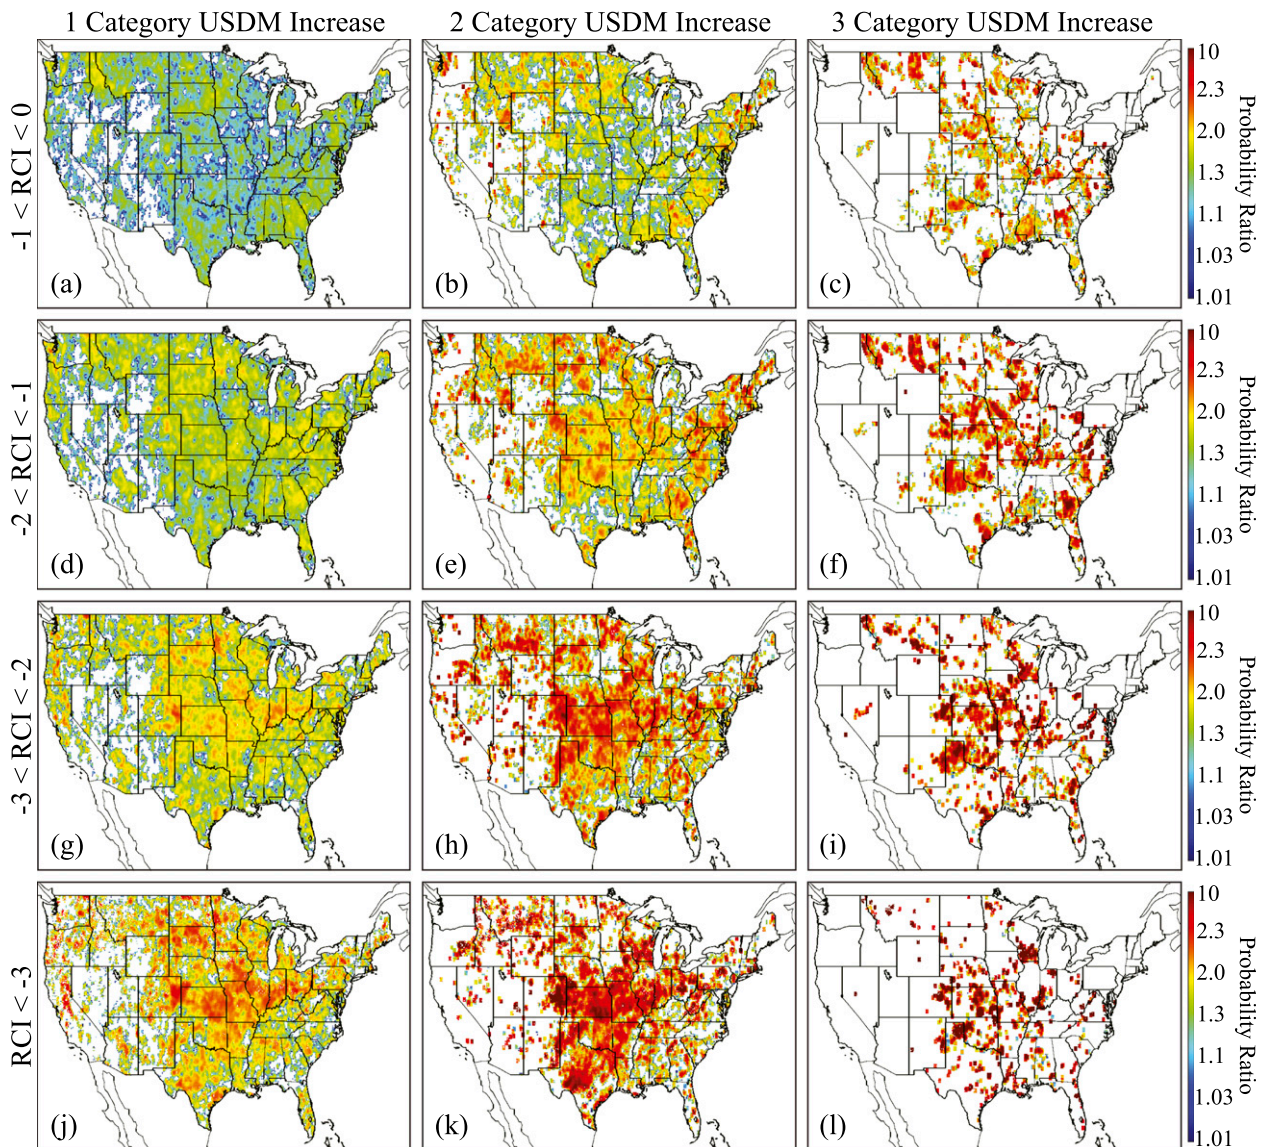 1 Category USDM Increase 2 Category USDM Increase 3 Category USDM Increase
-1 < RCI < 0
(a) (b) (c)
10
2.3
2.0
1.3
1.1
1.03
1.01
Probability Ratio
-2 < RCI < -1
(d) (e) (f)
10
2.3
2.0
1.3
1.1
1.03
1.01
Probability Ratio
-3 < RCI < -2
(g) (h) (i)
10
2.3
2.0
1.3
1.1
1.03
1.01
Probability Ratio
RCI < -3
(j) (k) (l)
10
2.3
2.0
1.3
1.1
1.03
1.01
Probability Ratio